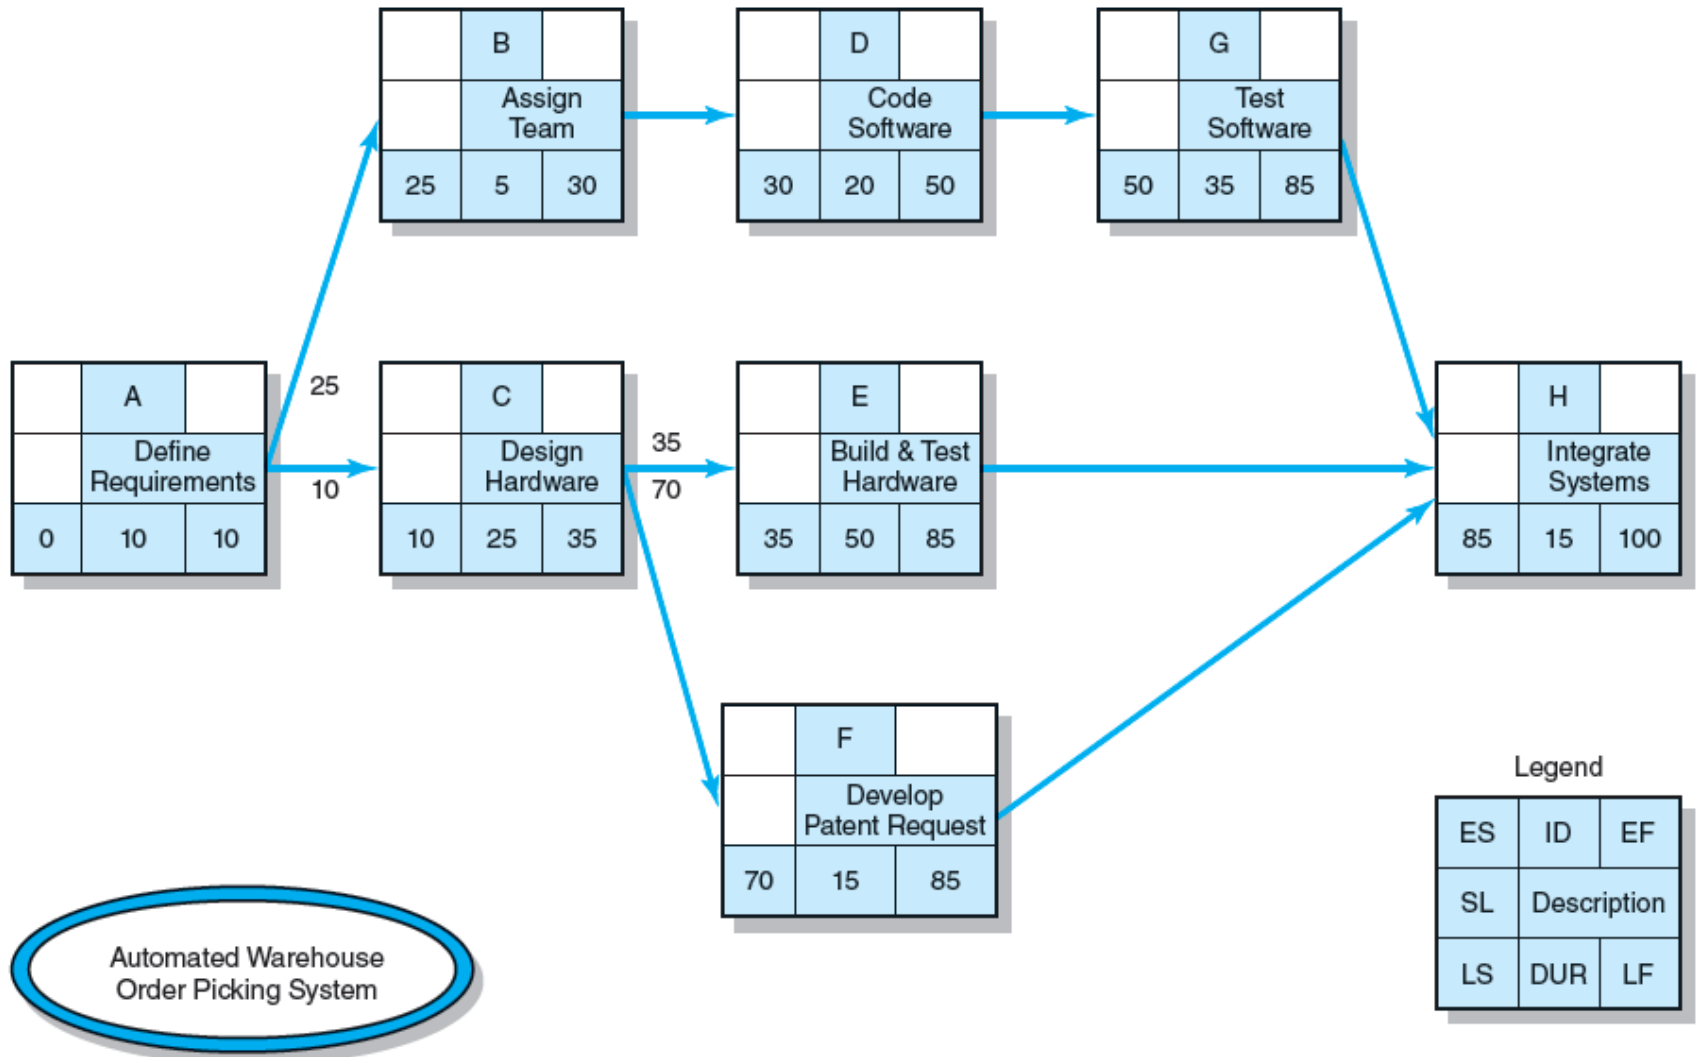 B
Assign
Team
25 5 30
D
Code
Software
30 20 50
G
Test
Software
50 35 85
A
Define
Requirements
0 10 10
25
10
C
Design
Hardware
10 25 35
35
70
E
Build & Test
Hardware
35 50 85
H
Integrate
Systems
85 15 100
F
Develop
Patent Request
70 15 85
Legend
ES ID EF
SL Description
LS DUR LF
Automated Warehouse
Order Picking System